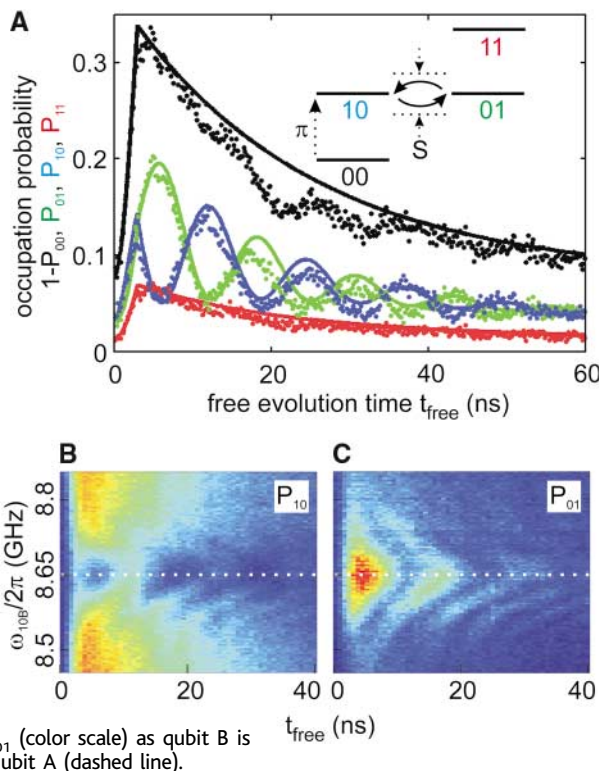 A
occupation probability
1-P00, P01, P10, P11
0.3
0.2
0.1
0
0
20
40
60
free evolution time tfree (ns)
11
10
01
π
S
00
B
C
P10
P01
ω10B/2π (GHz)
8.8
8.65
8.5
0
20
40
0
20
40
tfree (ns)
01 (color scale) as qubit B is
ubit A (dashed line).